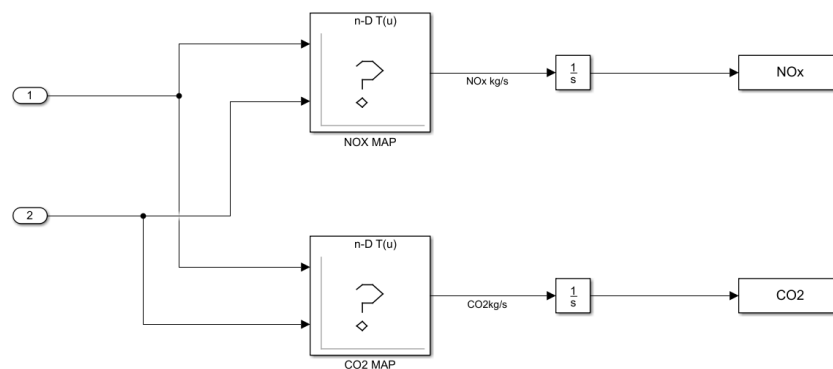 n-D T(u)
1
NOX MAP
NOx kg/s
1
s
NOx
2
n-D T(u)
CO2 MAP
CO2kg/s
1
s
CO2